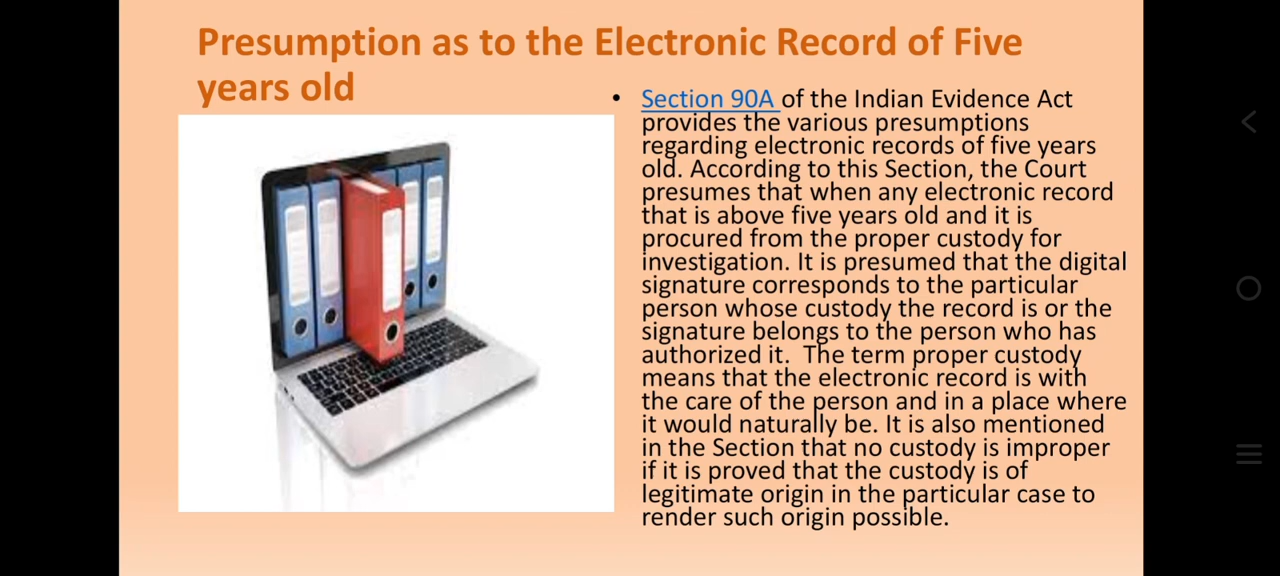 Presumption as to the Electronic Record of Five
years old
• Section 90A of the Indian Evidence Act
provides the various presumptions
regarding electronic records of five years
old. According to this Section, the Court
presumes that when any electronic record
that is above five years old and it is
procured from the proper custody for
investigation. It is presumed that the digital
signature corresponds to the particular
person whose custody the record is or the
signature belongs to the person who has
authorized it.  The term proper custody
means that the electronic record is with
the care of the person and in a place where
it would naturally be. It is also mentioned
in the Section that no custody is improper
if it is proved that the custody is of
legitimate origin in the particular case to
render such origin possible.